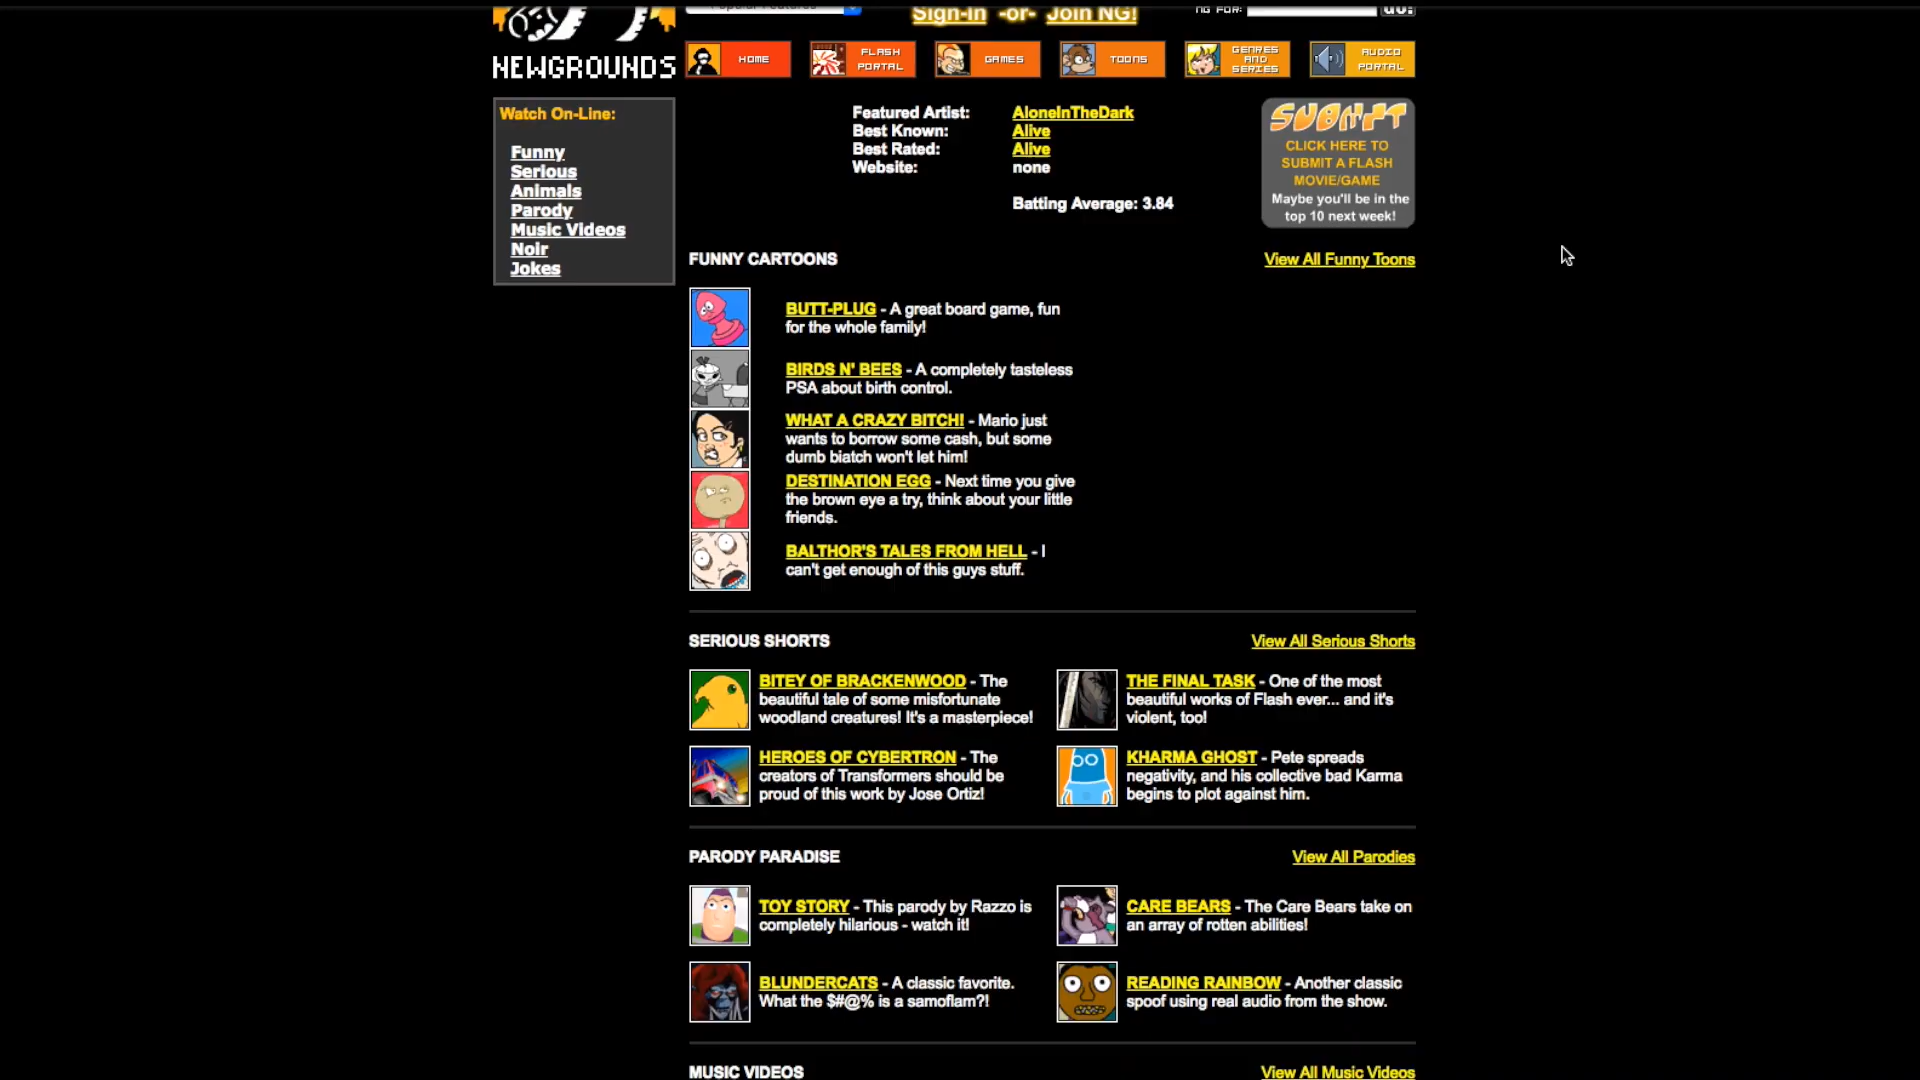 Popular Features
Sign-In -or- Join NG!
NG FOR:
GO!
NEWGROUNDS
HOME
FLASH
PORTAL
GAMES
TOONS
GENRES
AND
SERIES
AUDIO
PORTAL
Watch On-Line:
Funny
Serious
Animals
Parody
Music Videos
Noir
Jokes
Featured Artist: AloneInTheDark
Best Known: Alive
Best Rated: Alive
Website: none
Batting Average: 3.84
SUBMIT
CLICK HERE TO
SUBMIT A FLASH
MOVIE/GAME
Maybe you'll be in the
top 10 next week!
FUNNY CARTOONS
View All Funny Toons
BUTT-PLUG - A great board game, fun
for the whole family!
BIRDS N' BEES - A completely tasteless
PSA about birth control.
WHAT A CRAZY BITCH! - Mario just
wants to borrow some cash, but some
dumb biatch won't let him!
DESTINATION EGG - Next time you give
the brown eye a try, think about your little
friends.
BALTHOR'S TALES FROM HELL - I
can't get enough of this guys stuff.
SERIOUS SHORTS
View All Serious Shorts
BITEY OF BRACKENWOOD - The
beautiful tale of some misfortunate
woodland creatures! It's a masterpiece!
THE FINAL TASK - One of the most
beautiful works of Flash ever... and it's
violent, too!
HEROES OF CYBERTRON - The
creators of Transformers should be
proud of this work by Jose Ortiz!
KHARMA GHOST - Pete spreads
negativity, and his collective bad Karma
begins to plot against him.
PARODY PARADISE
View All Parodies
TOY STORY - This parody by Razzo is
completely hilarious - watch it!
CARE BEARS - The Care Bears take on
an array of rotten abilities!
BLUNDERCATS - A classic favorite.
What the $#@% is a samoflam?!
READING RAINBOW - Another classic
spoof using real audio from the show.
MUSIC VIDEOS
View All Music Videos